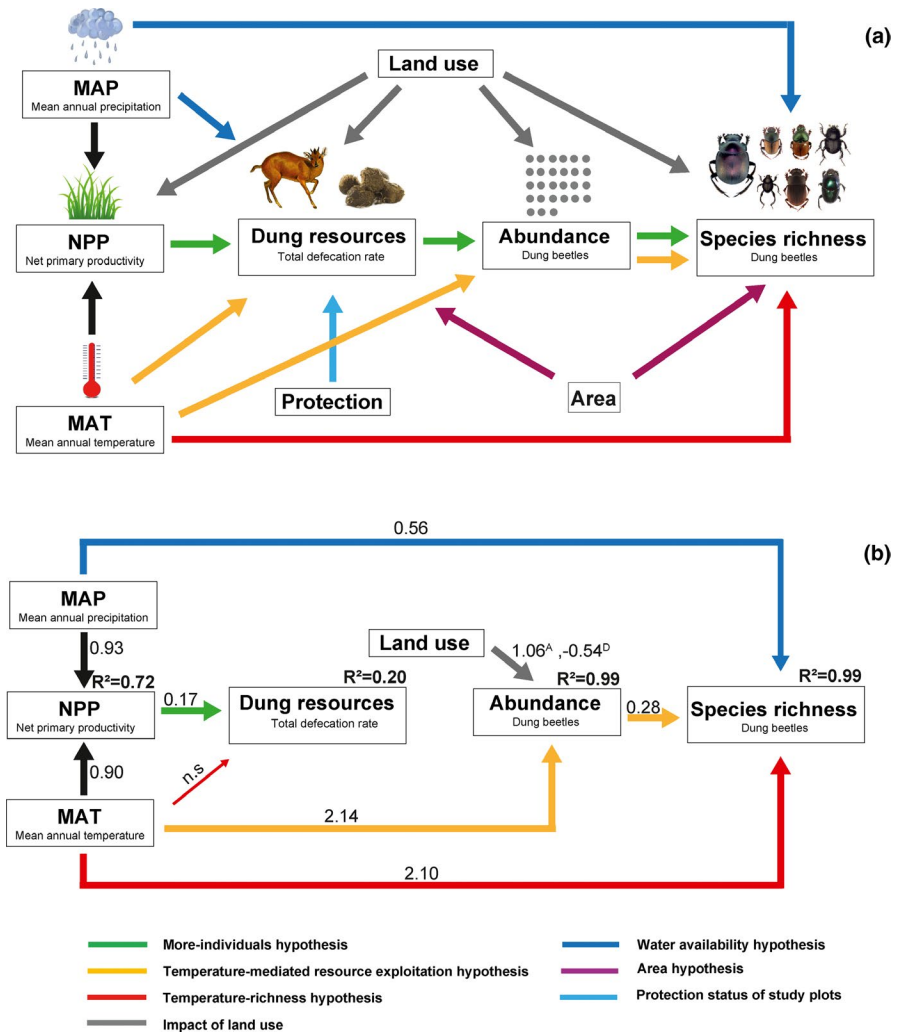 (a)
Land use
MAP
Mean annual precipitation
NPP
Net primary productivity
Dung resources
Total defecation rate
Abundance
Dung beetles
Species richness
Dung beetles
Protection
Area
MAT
Mean annual temperature
0.56
(b)
MAP
Mean annual precipitation
0.93
Land use
1.06ᴬ ,-0.54ᴰ
R²=0.72
R²=0.20
R²=0.99
R²=0.99
NPP
Net primary productivity
0.17
Dung resources
Total defecation rate
Abundance
Dung beetles
0.28
Species richness
Dung beetles
0.90
n.s
MAT
Mean annual temperature
2.14
2.10
More-individuals hypothesis
Temperature-mediated resource exploitation hypothesis
Temperature-richness hypothesis
Impact of land use
Water availability hypothesis
Area hypothesis
Protection status of study plots